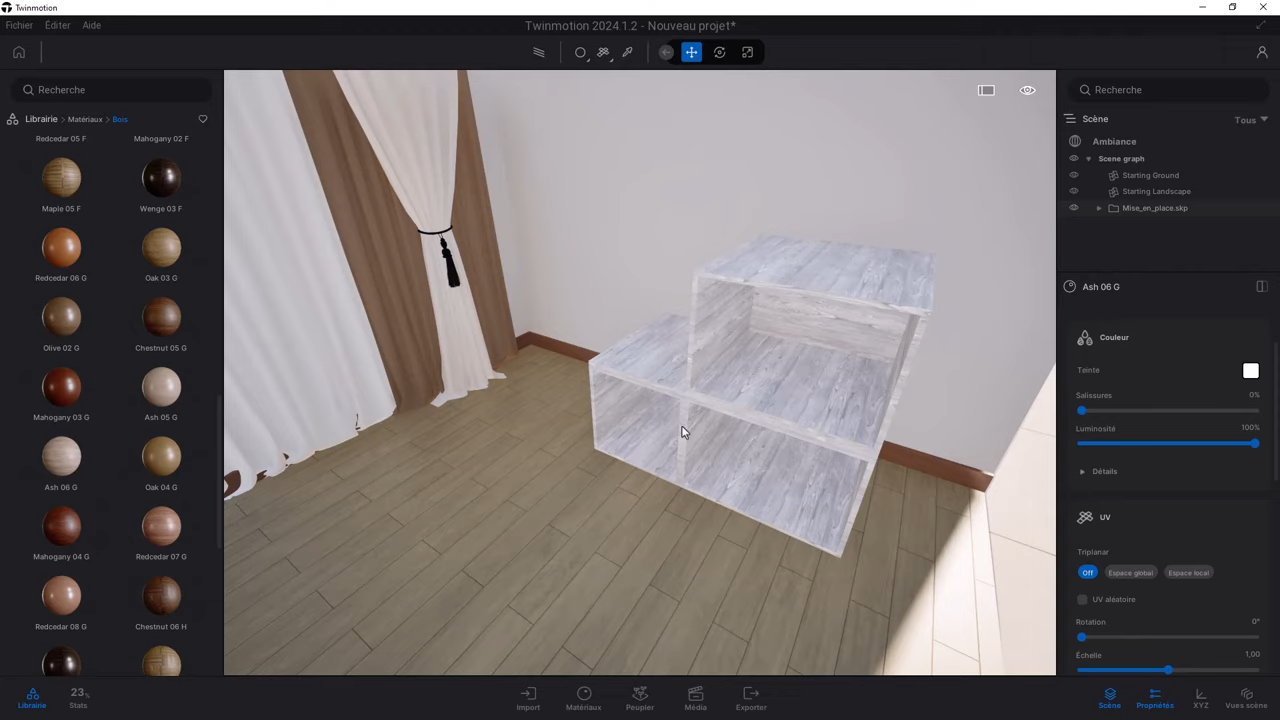 Twinmotion
Fichier Éditer Aide
Twinmotion 2024.1.2 - Nouveau projet*
Recherche
Librairie > Matériaux > Bois
Redcedar 05 F Mahogany 02 F
Maple 05 F Wenge 03 F
Redcedar 06 G Oak 03 G
Olive 02 G Chestnut 05 G
Mahogany 03 G Ash 05 G
Ash 06 G Oak 04 G
Mahogany 04 G Redcedar 07 G
Redcedar 08 G Chestnut 06 H
Recherche
Scène Tous
Ambiance
Scene graph
Starting Ground
Starting Landscape
Mise_en_place.skp
Ash 06 G
Couleur
Teinte
Salissures 0%
Luminosité 100%
Détails
UV
Triplanar
Off Espace global Espace local
UV aléatoire
Rotation 0°
Échelle 1,00
Librairie 23% Stats
Import Matériaux Peupler Média Exporter
Scène Propriétés XYZ Vues scène